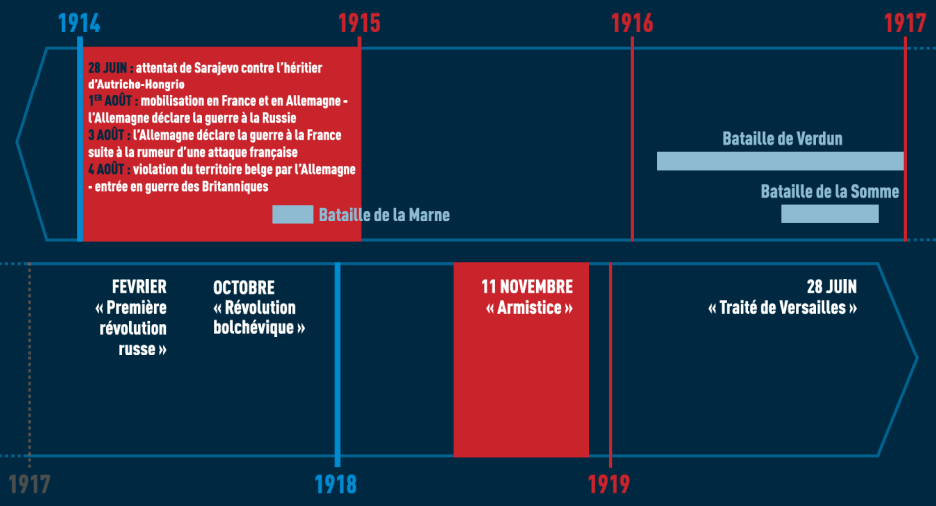 1914
1915
1916
1917
28 JUIN : attentat de Sarajevo contre l'héritier
d'Autricho-Hongrio
1ER AOÛT : mobilisation en France et en Allemagne -
l'Allemagne déclare la guerre à la Russie
3 AOÛT : l'Allemagne déclare la guerre à la France
suite à la rumeur d'une attaque française
4 AOÛT : violation du territoire belge par l'Allemagne
- entrée en guerre des Britanniques
Bataille de la Marne
Bataille de Verdun
Bataille de la Somme
FEVRIER
« Première
révolution
russe »
OCTOBRE
« Révolution
bolchévique »
11 NOVEMBRE
« Armistice »
28 JUIN
« Traité de Versailles »
1917
1918
1919